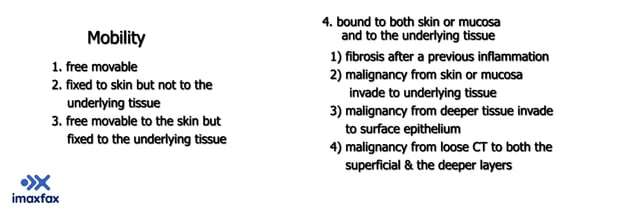 Mobility
1. free movable
2. fixed to skin but not to the
underlying tissue
3. free movable to the skin but
fixed to the underlying tissue
4. bound to both skin or mucosa
and to the underlying tissue
1) fibrosis after a previous inflammation
2) malignancy from skin or mucosa
invade to underlying tissue
3) malignancy from deeper tissue invade
to surface epithelium
4) malignancy from loose CT to both the
superficial & the deeper layers
imaxfax